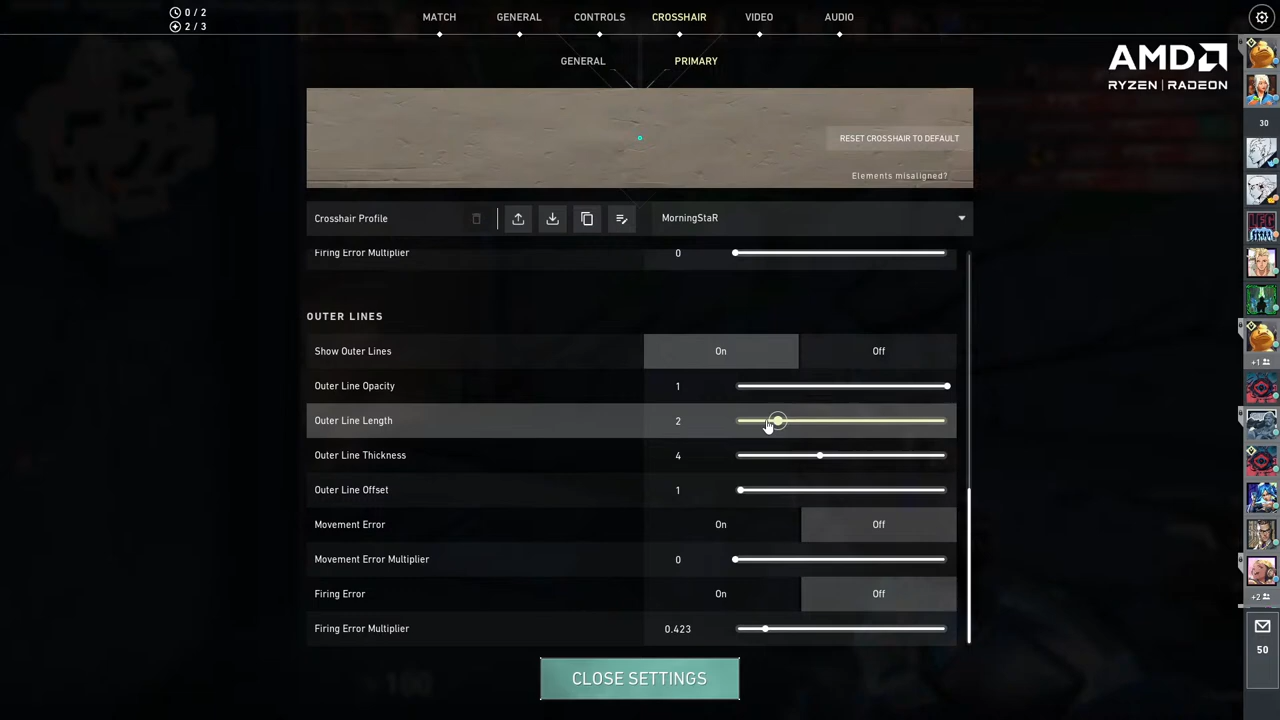 0 / 2
2 / 3
MATCH
GENERAL
CONTROLS
CROSSHAIR
VIDEO
AUDIO
GENERAL
PRIMARY
AMD
RYZEN | RADEON
RESET CROSSHAIR TO DEFAULT
Elements misaligned?
Crosshair Profile
MorningStaR
Firing Error Multiplier
0
OUTER LINES
Show Outer Lines
On
Off
Outer Line Opacity
1
Outer Line Length
2
Outer Line Thickness
4
Outer Line Offset
1
Movement Error
On
Off
Movement Error Multiplier
0
Firing Error
On
Off
Firing Error Multiplier
0.423
CLOSE SETTINGS
30
+1
+2
50